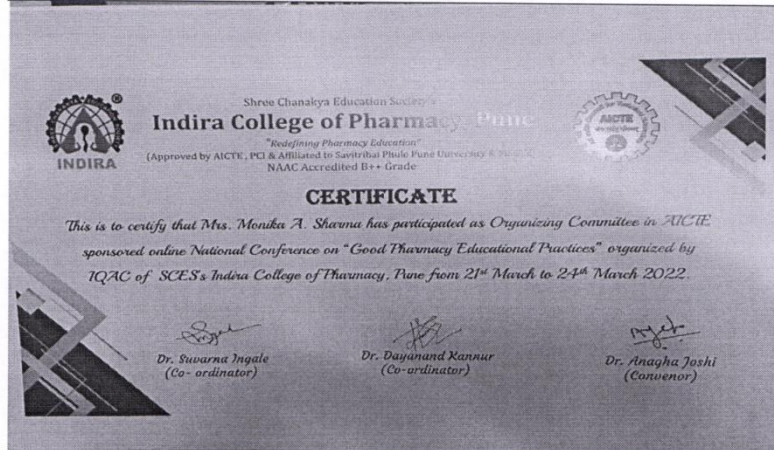 INDIRA
Shree Chanakya Education Society's
Indira College of Pharmacy, Pune
"Redefining Pharmacy Education"
(Approved by AICTE, PCI & Affiliated to Savitribai Phule Pune University
NAAC Accredited B++ Grade
AICTE
CERTIFICATE
This is to certify that Mrs. Monika A. Sharma has participated as Organizing Committee in AICTE
sponsored online National Conference on "Good Pharmacy Educational Practices" organized by
IQAC of SCES's Indira College of Pharmacy, Pune from 21st March to 24th March 2022.
Dr. Suvarna Ingale
(Co- ordinator)
Dr. Dayanand Kannur
(Co-ordinator)
Dr. Anagha Joshi
(Convenor)